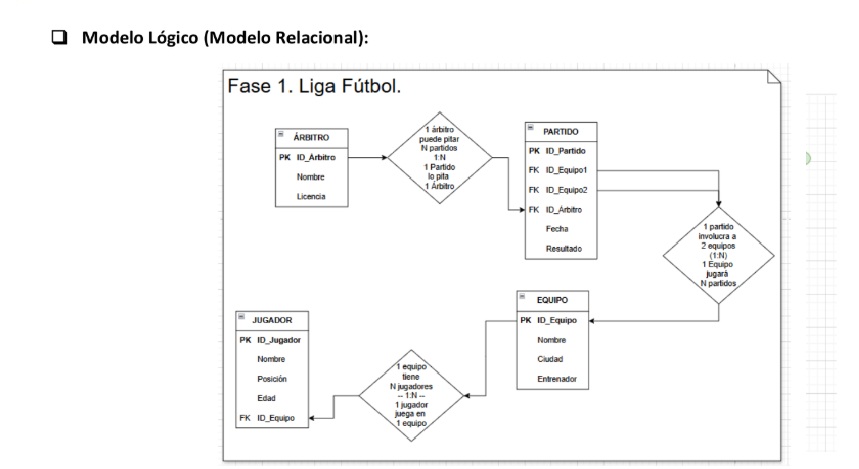 ❑ Modelo Lógico (Modelo Relacional):
Fase 1. Liga Fútbol.
ÁRBITRO
PK ID_Arbitro
Nombre
Licencia
1 árbitro
puede pitar
N partidos
1:N
1 Partido
lo pita
1 Árbitro
PARTIDO
PK ID_Partido
FK ID_Equipo1
FK ID_Equipo2
FK ID_Arbitro
Fecha
Resultado
1 partido
involucra a
2 equipos
(1:N)
1 Equipo
jugará
N partidos
EQUIPO
PK ID_Equipo
Nombre
Ciudad
Entrenador
JUGADOR
PK ID_Jugador
Nombre
Posición
Edad
FK ID_Equipo
1 equipo
tiene
N jugadores
-- 1:N --
1 jugador
juega en
1 equipo